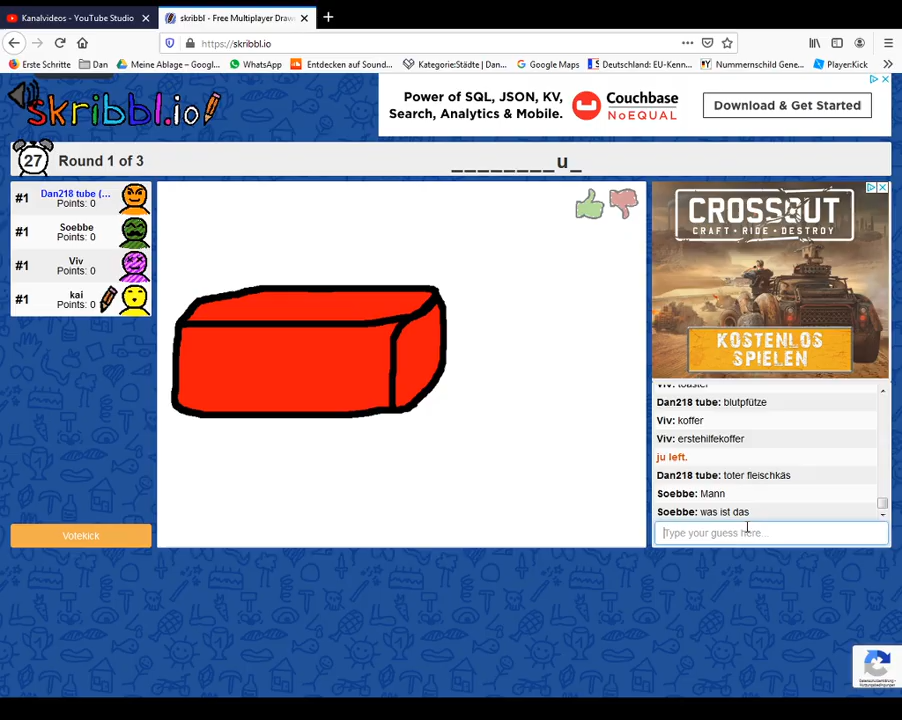 Kanalvideos - YouTube Studio
skribbl - Free Multiplayer Draw
https://skribbl.io
Erste Schritte
Dan
Meine Ablage – Googl...
WhatsApp
Entdecken auf Sound...
Kategorie:Städte | Dan...
Google Maps
Deutschland: EU-Kenn...
Nummernschild Gene...
Player:Kick
skribbl.io
Power of SQL, JSON, KV,
Search, Analytics & Mobile.
Couchbase
NoEQUAL
Download & Get Started
27
Round 1 of 3
________u_
#1 Dan218 tube (...
Points: 0
#1 Soebbe
Points: 0
#1 Viv
Points: 0
#1 kai
Points: 0
Votekick
CROSSOUT
CRAFT · RIDE · DESTROY
KOSTENLOS
SPIELEN
Viv: toaster
Dan218 tube: blutpfütze
Viv: koffer
Viv: erstehilfekoffer
ju left.
Dan218 tube: toter fleischkäs
Soebbe: Mann
Soebbe: was ist das
Type your guess here...